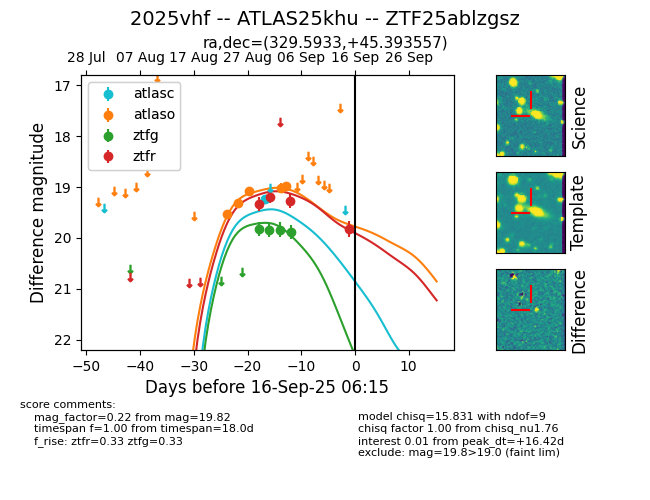 2025vhf -- ATLAS25khu -- ZTF25ablzgsz
ra,dec=(329.5933,+45.393557)
28 Jul 07 Aug 17 Aug 27 Aug 06 Sep 16 Sep 26 Sep
atlasc
atlaso
ztfg
ztfr
17
18
19
20
21
22
Difference magnitude
−50 −40 −30 −20 −10 0 10
Days before 16-Sep-25 06:15
Science
Template
Difference
score comments:
mag_factor=0.22 from mag=19.82
timespan f=1.00 from timespan=18.0d
f_rise: ztfr=0.33 ztfg=0.33
model chisq=15.831 with ndof=9
chisq factor 1.00 from chisq_nu1.76
interest 0.01 from peak_dt=+16.42d
exclude: mag=19.8>19.0 (faint lim)